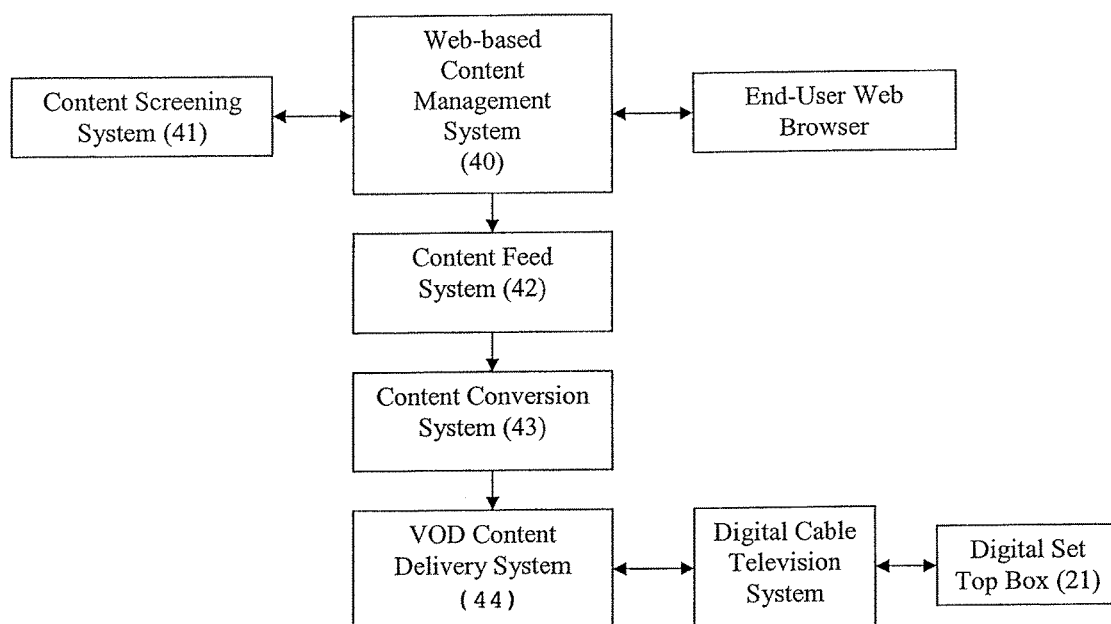 Web-based
Content
Management
System
(40)
Content Screening
System (41)
End-User Web
Browser
Content Feed
System (42)
Content Conversion
System (43)
VOD Content
Delivery System
(44)
Digital Cable
Television
System
Digital Set
Top Box (21)